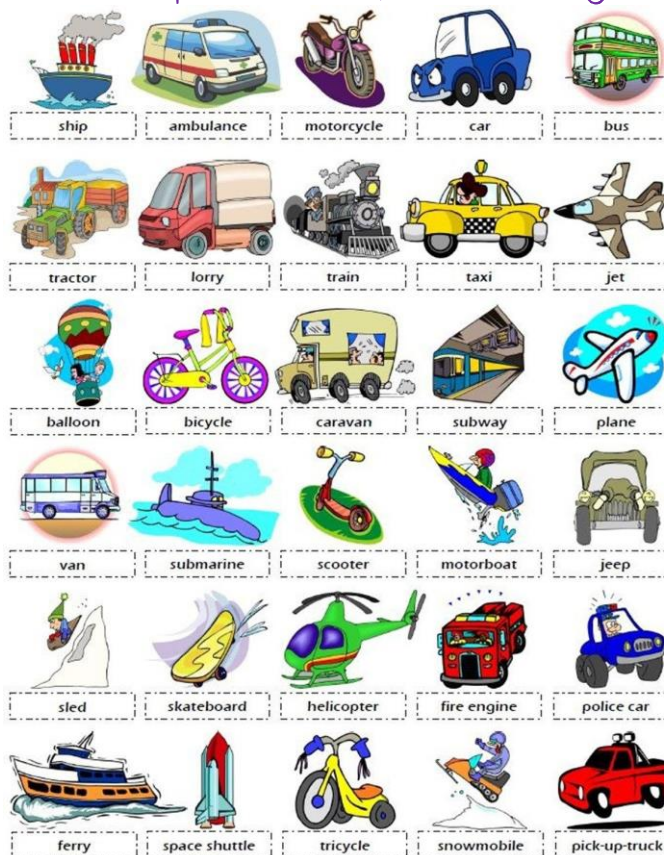 ship ambulance motorcycle car bus
tractor lorry train taxi jet
balloon bicycle caravan subway plane
van submarine scooter motorboat jeep
sled skateboard helicopter fire engine police car
ferry space shuttle tricycle snowmobile pick-up-truck